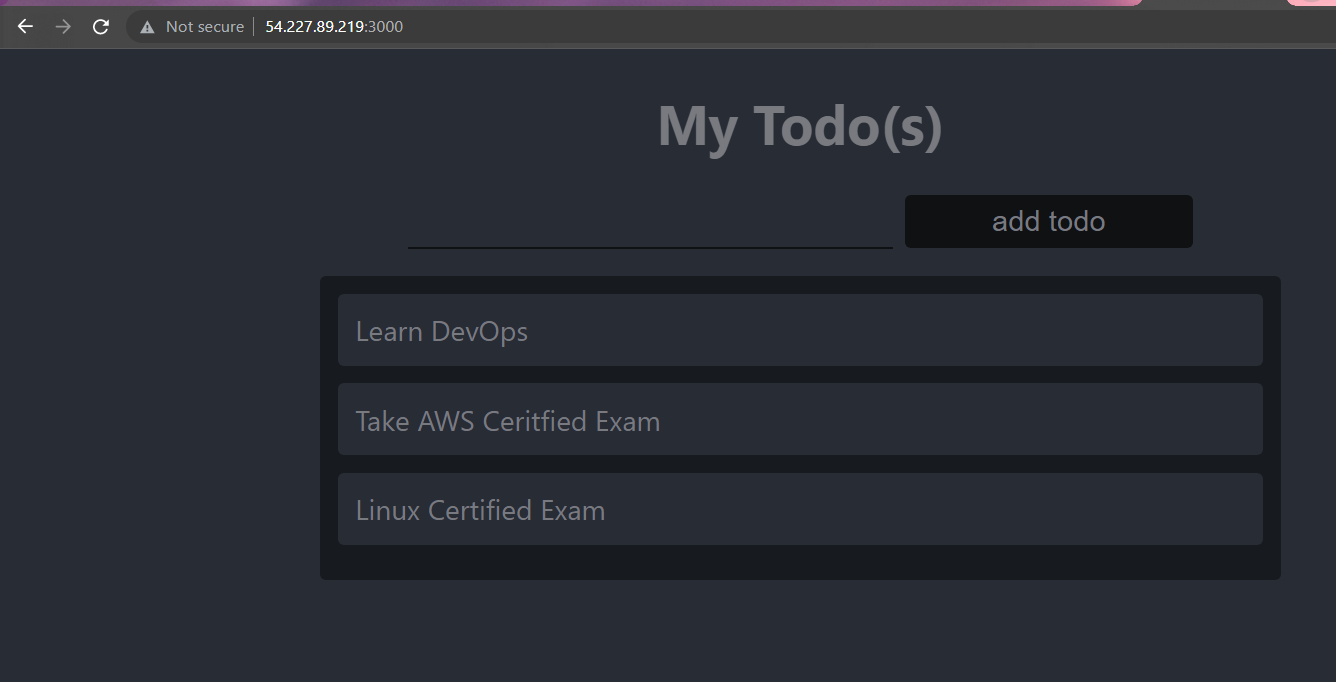 Not secure 54.227.89.219:3000
My Todo(s)
add todo
Learn DevOps
Take AWS Ceritfied Exam
Linux Certified Exam